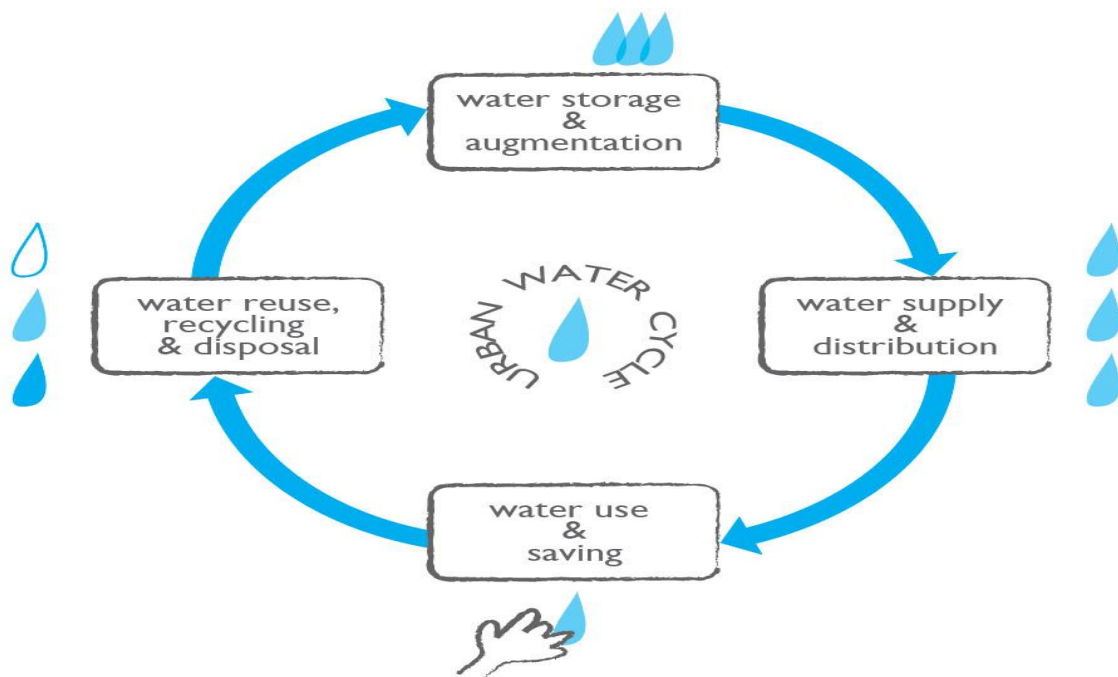 water storage
&
augmentation
water reuse,
recycling
& disposal
URBAN WATER CYCLE
water supply
&
distribution
water use
&
saving